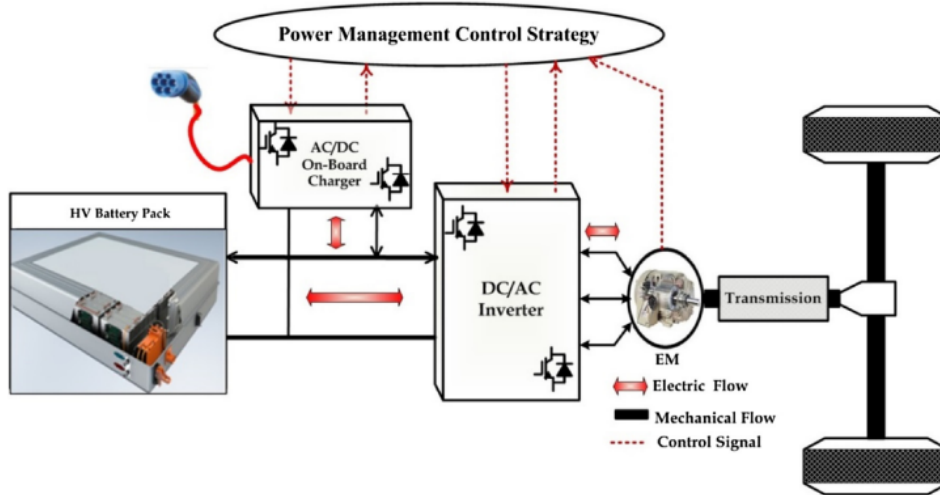 Power Management Control Strategy
AC/DC
On-Board
Charger
HV Battery Pack
DC/AC
Inverter
Transmission
EM
Electric Flow
Mechanical Flow
Control Signal